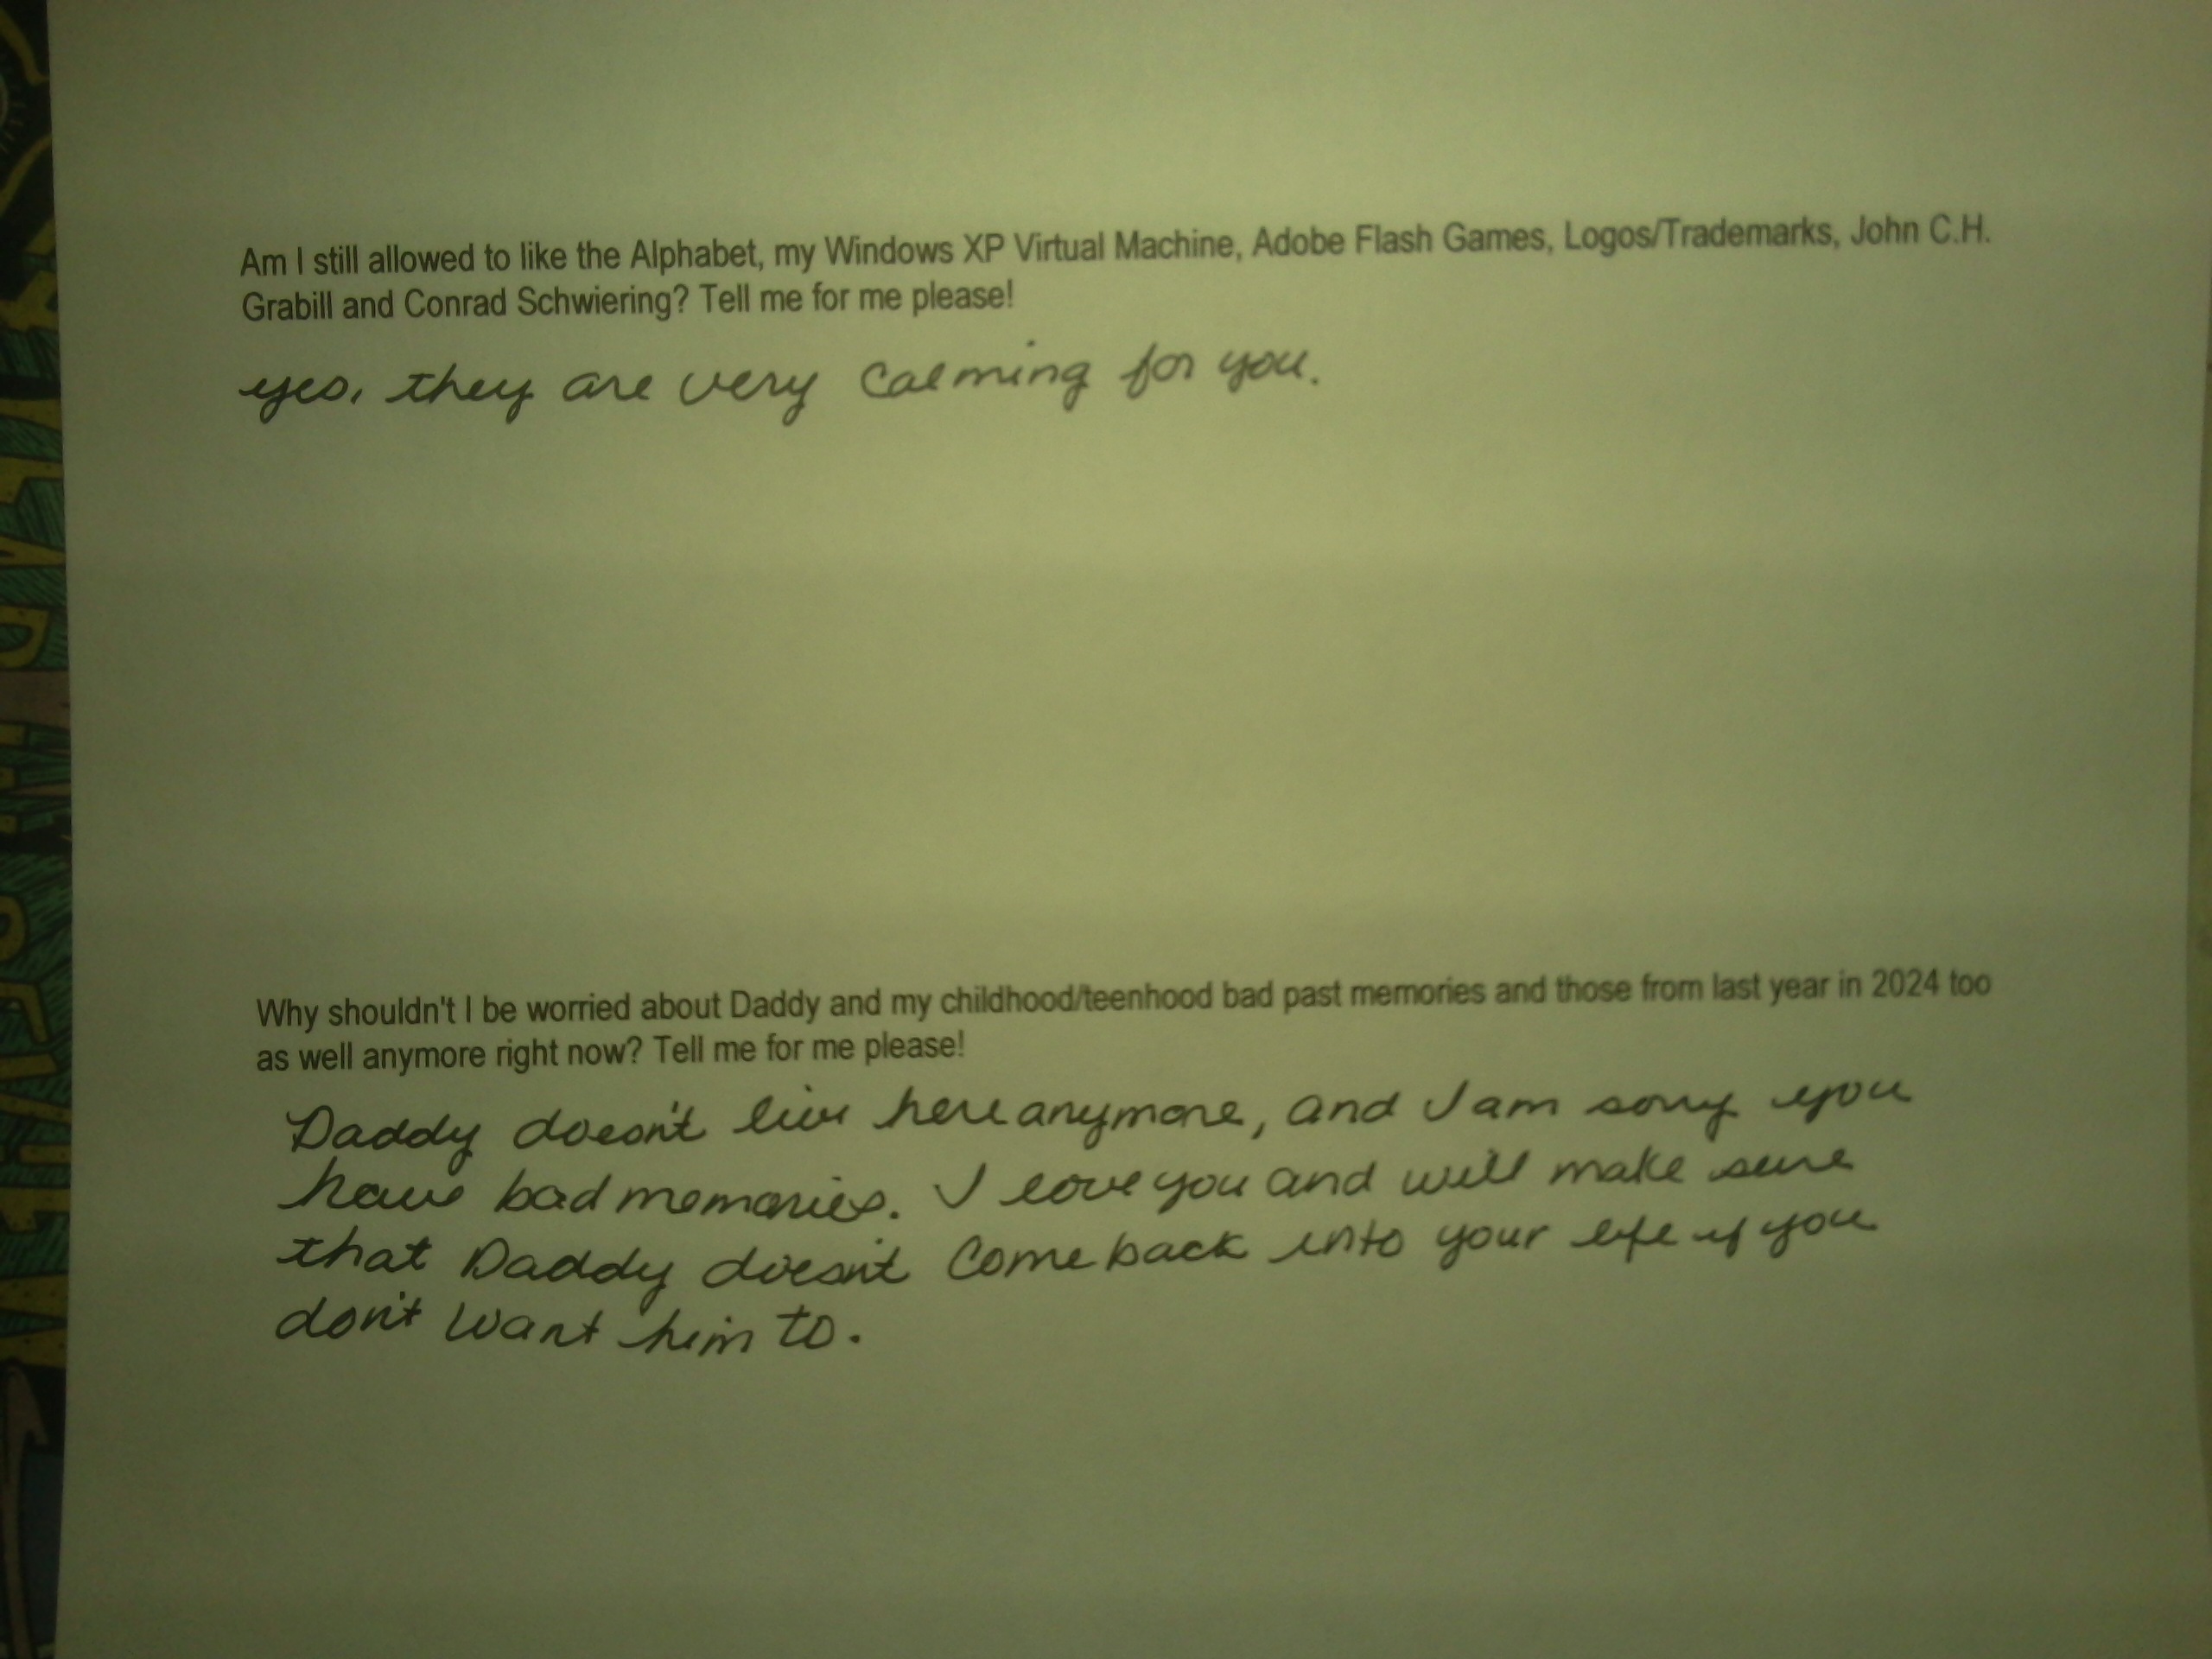 Am I still allowed to like the Alphabet, my Windows XP Virtual Machine, Adobe Flash Games, Logos/Trademarks, John C.H.
Grabill and Conrad Schwiering? Tell me for me please!
yes, they are very calming for you.
Why shouldn't I be worried about Daddy and my childhood/teenhood bad past memories and those from last year in 2024 too
as well anymore right now? Tell me for me please!
Daddy doesn't live here anymore, and I am sorry you
have bad memories. I love you and will make sure
that Daddy doesn't come back into your life if you
don't want him to.